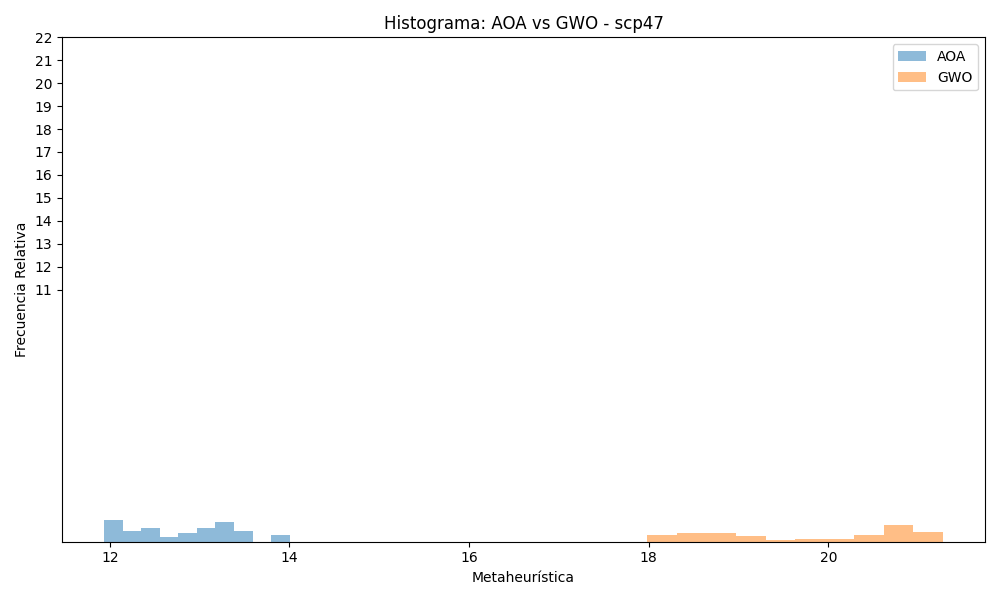 Histograma: AOA vs GWO - scp47
22
21
20
19
18
17
16
15
14
13
12
11
Frecuencia Relativa
AOA
GWO
12 14 16 18 20
Metaheurística